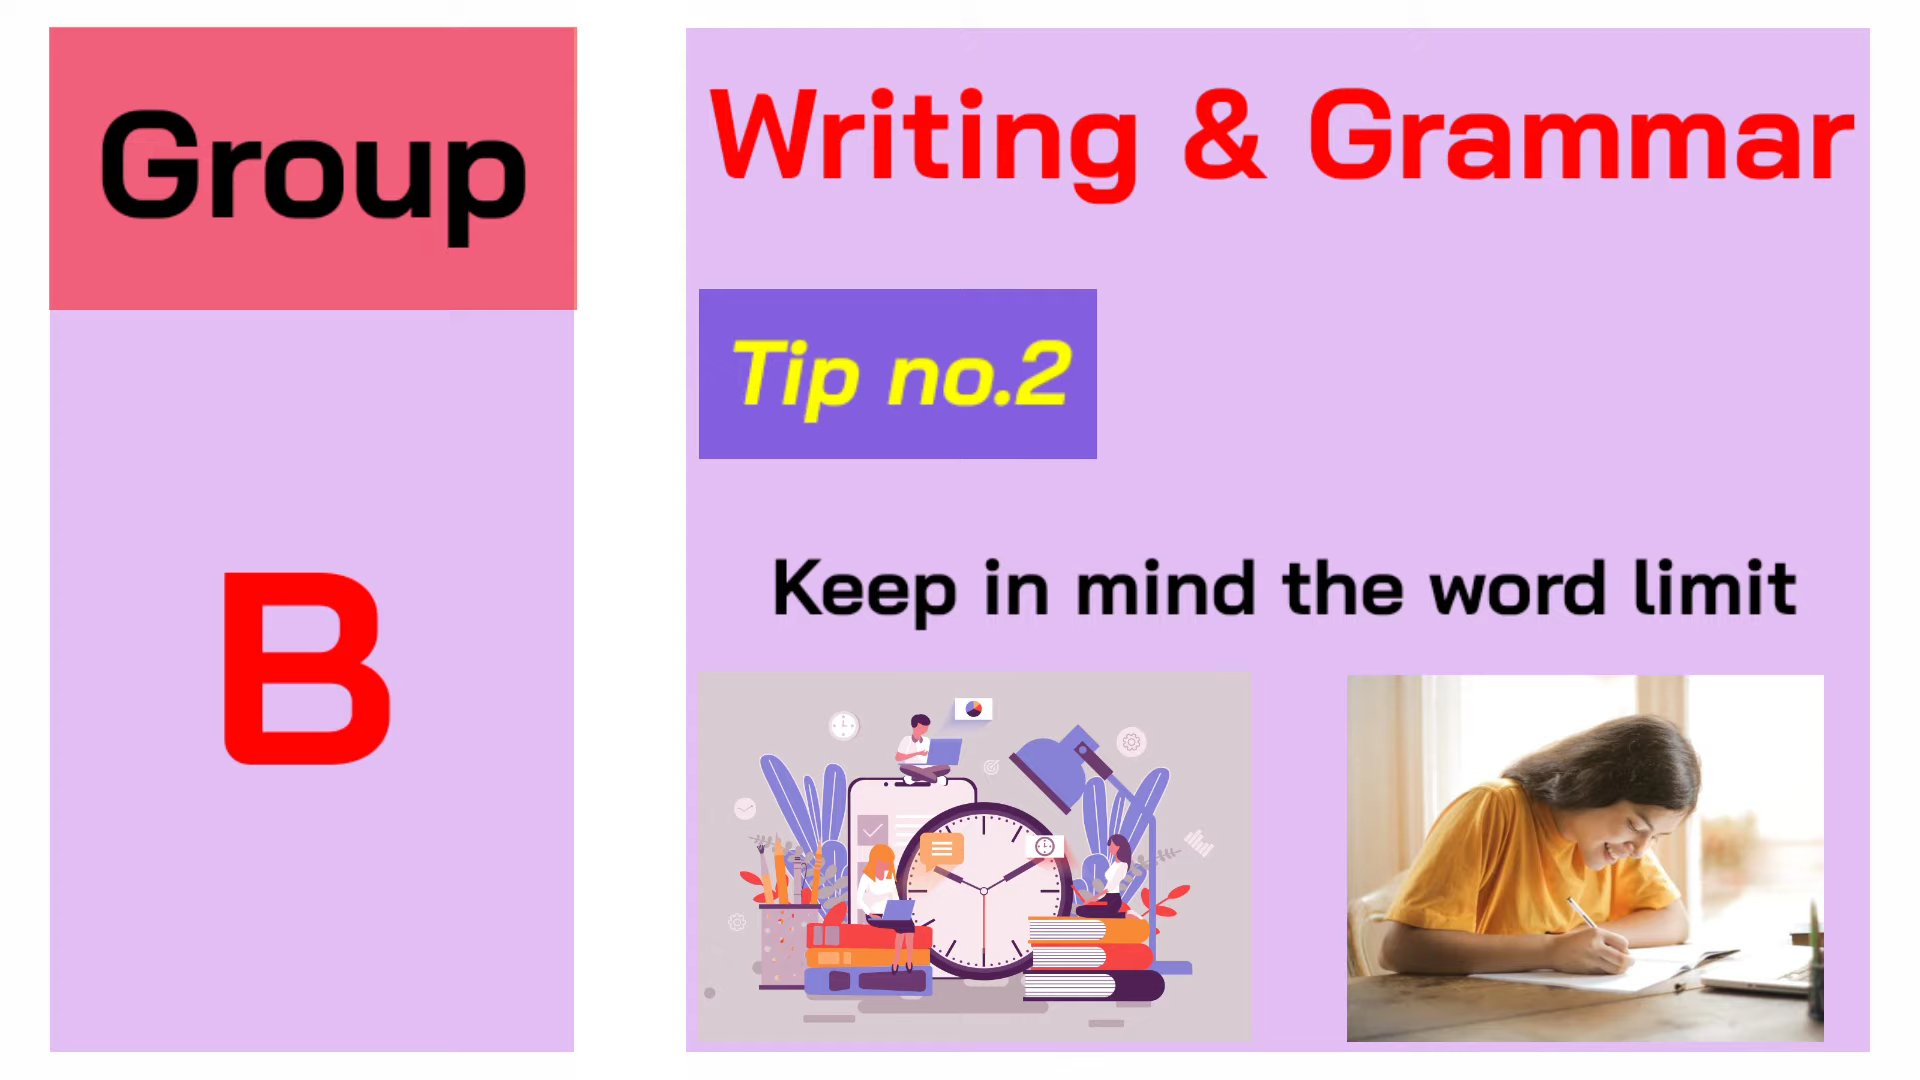 Group
B
Writing & Grammar
Tip no.2
Keep in mind the word limit